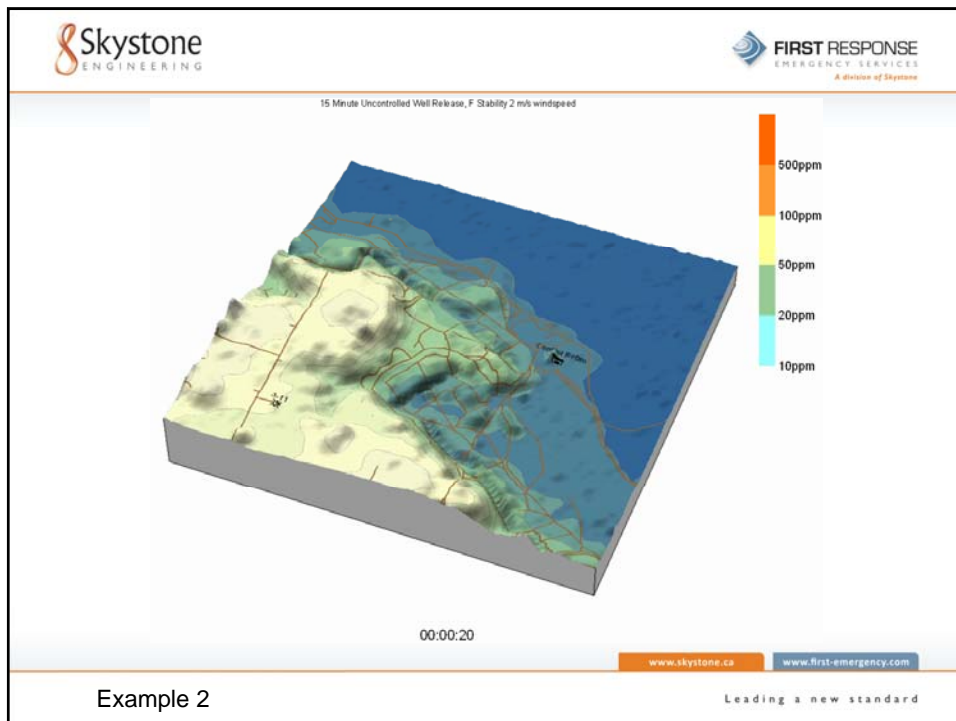 Skystone
ENGINEERING
FIRST RESPONSE
EMERGENCY SERVICES
A division of Skystone
15 Minute Uncontrolled Well Release, F Stability 2 m/s windspeed
500ppm
100ppm
50ppm
20ppm
10ppm
00:00:20
www.skystone.ca
www.first-emergency.com
Example 2
Leading a new standard